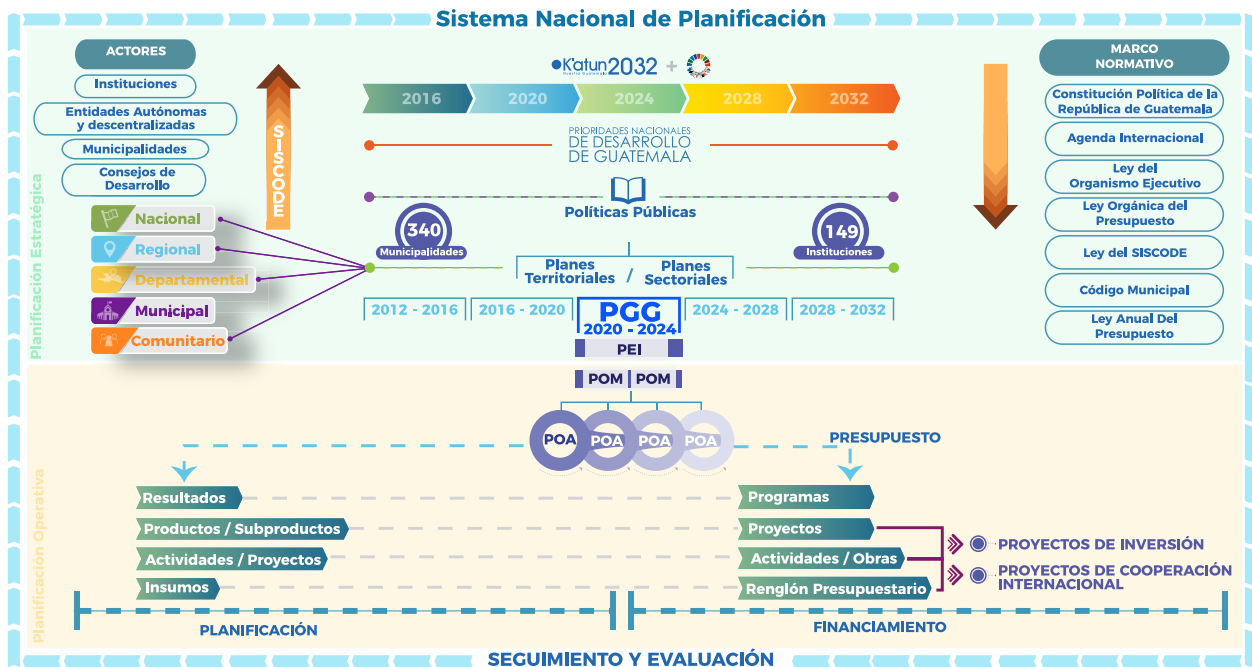 Sistema Nacional de Planificación
ACTORES
Instituciones
Entidades Autónomas
y descentralizadas
Municipalidades
Consejos de
Desarrollo
SISCODE
Nacional
Regional
Departamental
Municipal
Comunitario
Planificación Estratégica
K'atun2032 +
Nuestra Guatemala
2016
2020
2024
2028
2032
PRIORIDADES NACIONALES
DE DESARROLLO
DE GUATEMALA
Políticas Públicas
340
Municipalidades
149
Instituciones
Planes
Territoriales
/
Planes
Sectoriales
2012 - 2016
2016 - 2020
PGG
2020 - 2024
2024 - 2028
2028 - 2032
PEI
MARCO
NORMATIVO
Constitución Política de la
República de Guatemala
Agenda Internacional
Ley del
Organismo Ejecutivo
Ley Orgánica del
Presupuesto
Ley del SISCODE
Código Municipal
Ley Anual Del
Presupuesto
Planificación Operativa
POM
POM
POA
POA
POA
POA
PRESUPUESTO
Resultados
Productos / Subproductos
Actividades / Proyectos
Insumos
Programas
Proyectos
Actividades / Obras
Renglón Presupuestario
PROYECTOS DE INVERSIÓN
PROYECTOS DE COOPERACIÓN
INTERNACIONAL
PLANIFICACIÓN
FINANCIAMIENTO
SEGUIMIENTO Y EVALUACIÓN